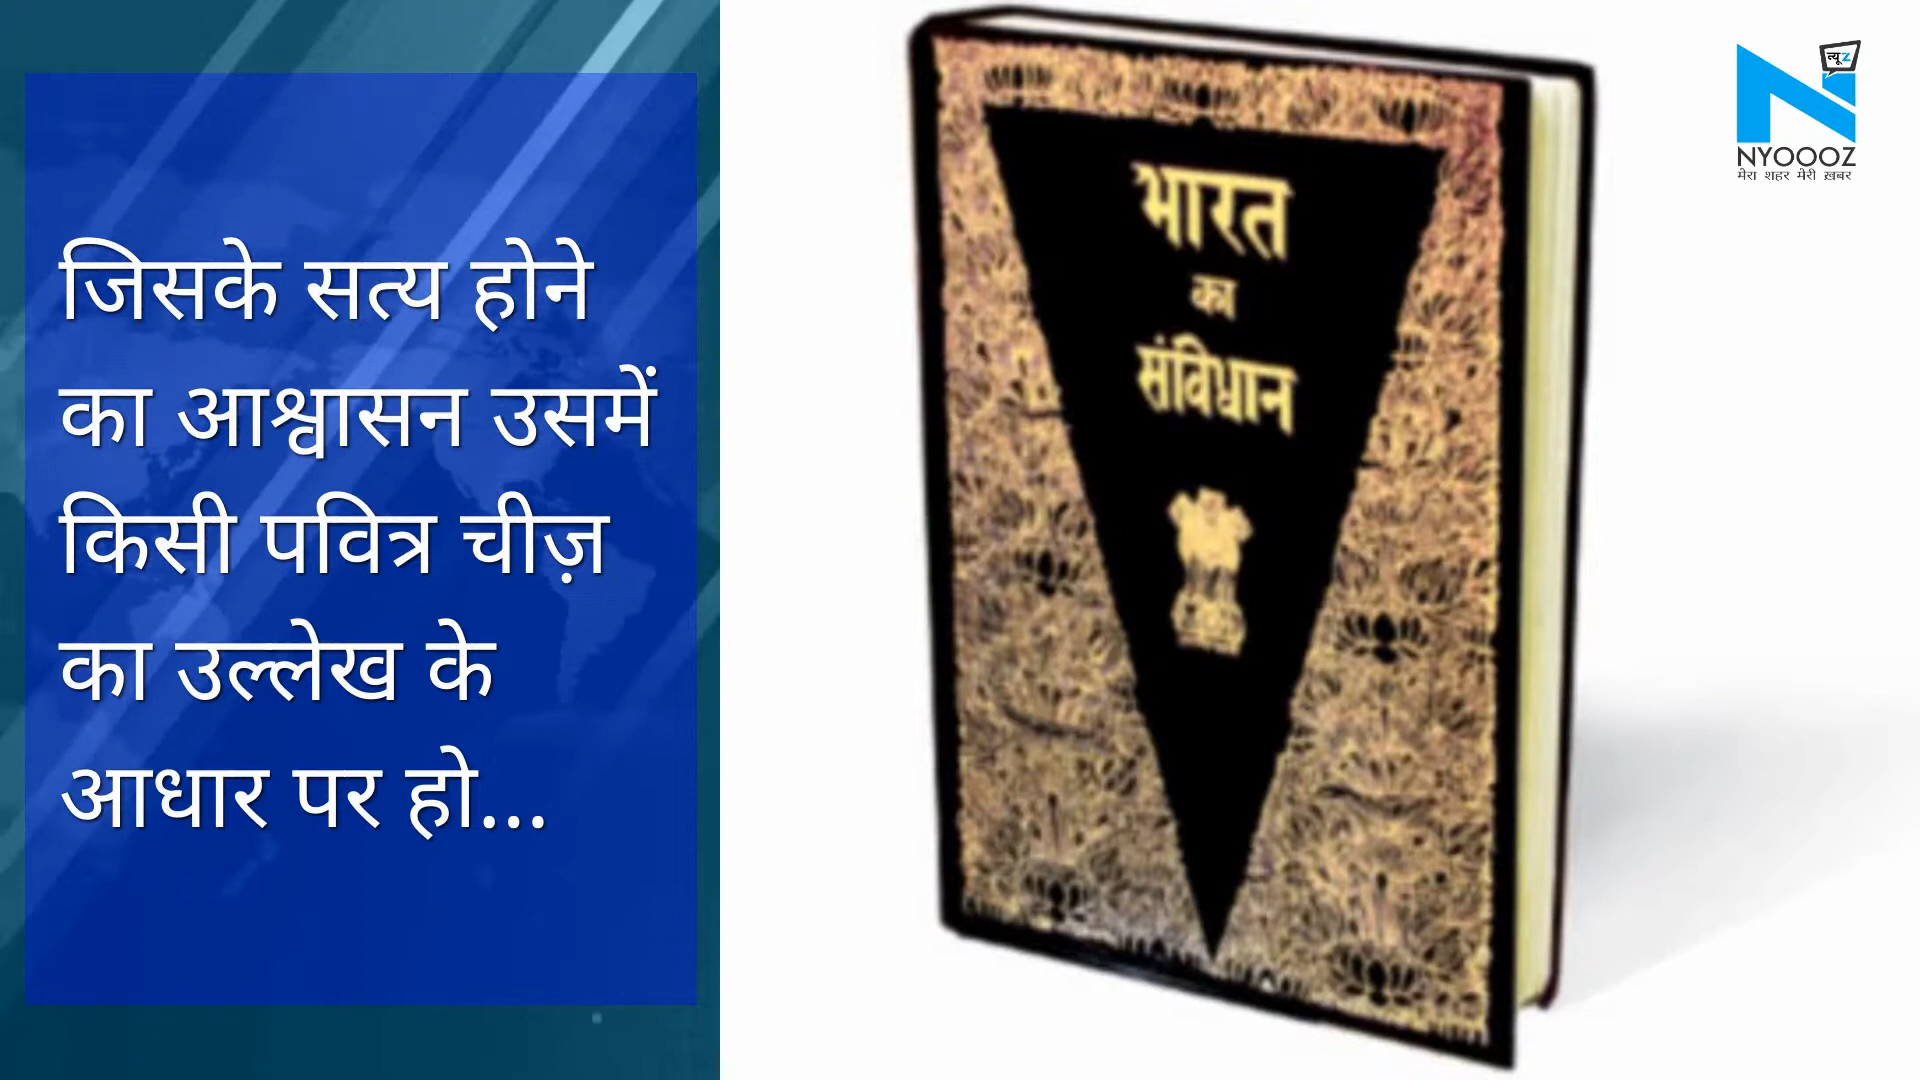 जिसके सत्य होने
का आश्वासन उसमें
किसी पवित्र चीज़
का उल्लेख के
आधार पर हो...
भारत
का
संविधान
न्यूz
NYOOOZ
मेरा शहर मेरी ख़बर